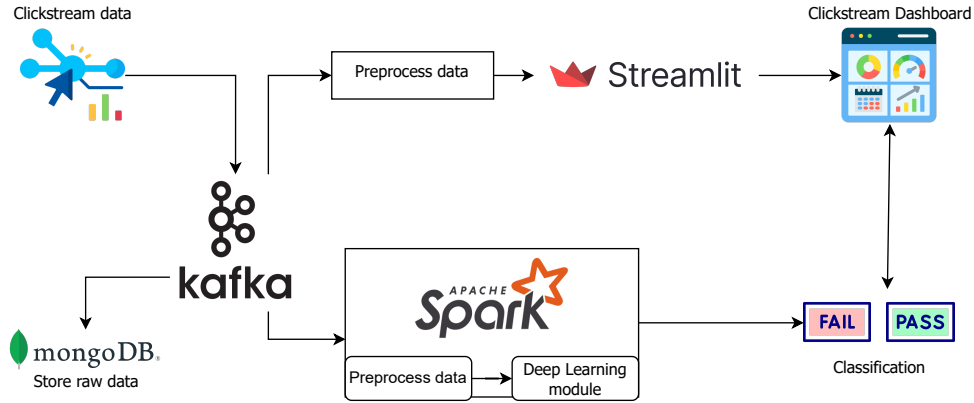 Clickstream data
Clickstream Dashboard
Preprocess data
Streamlit
kafka
APACHE
Spark
mongoDB.
Store raw data
Preprocess data
Deep Learning
module
FAIL
PASS
Classification